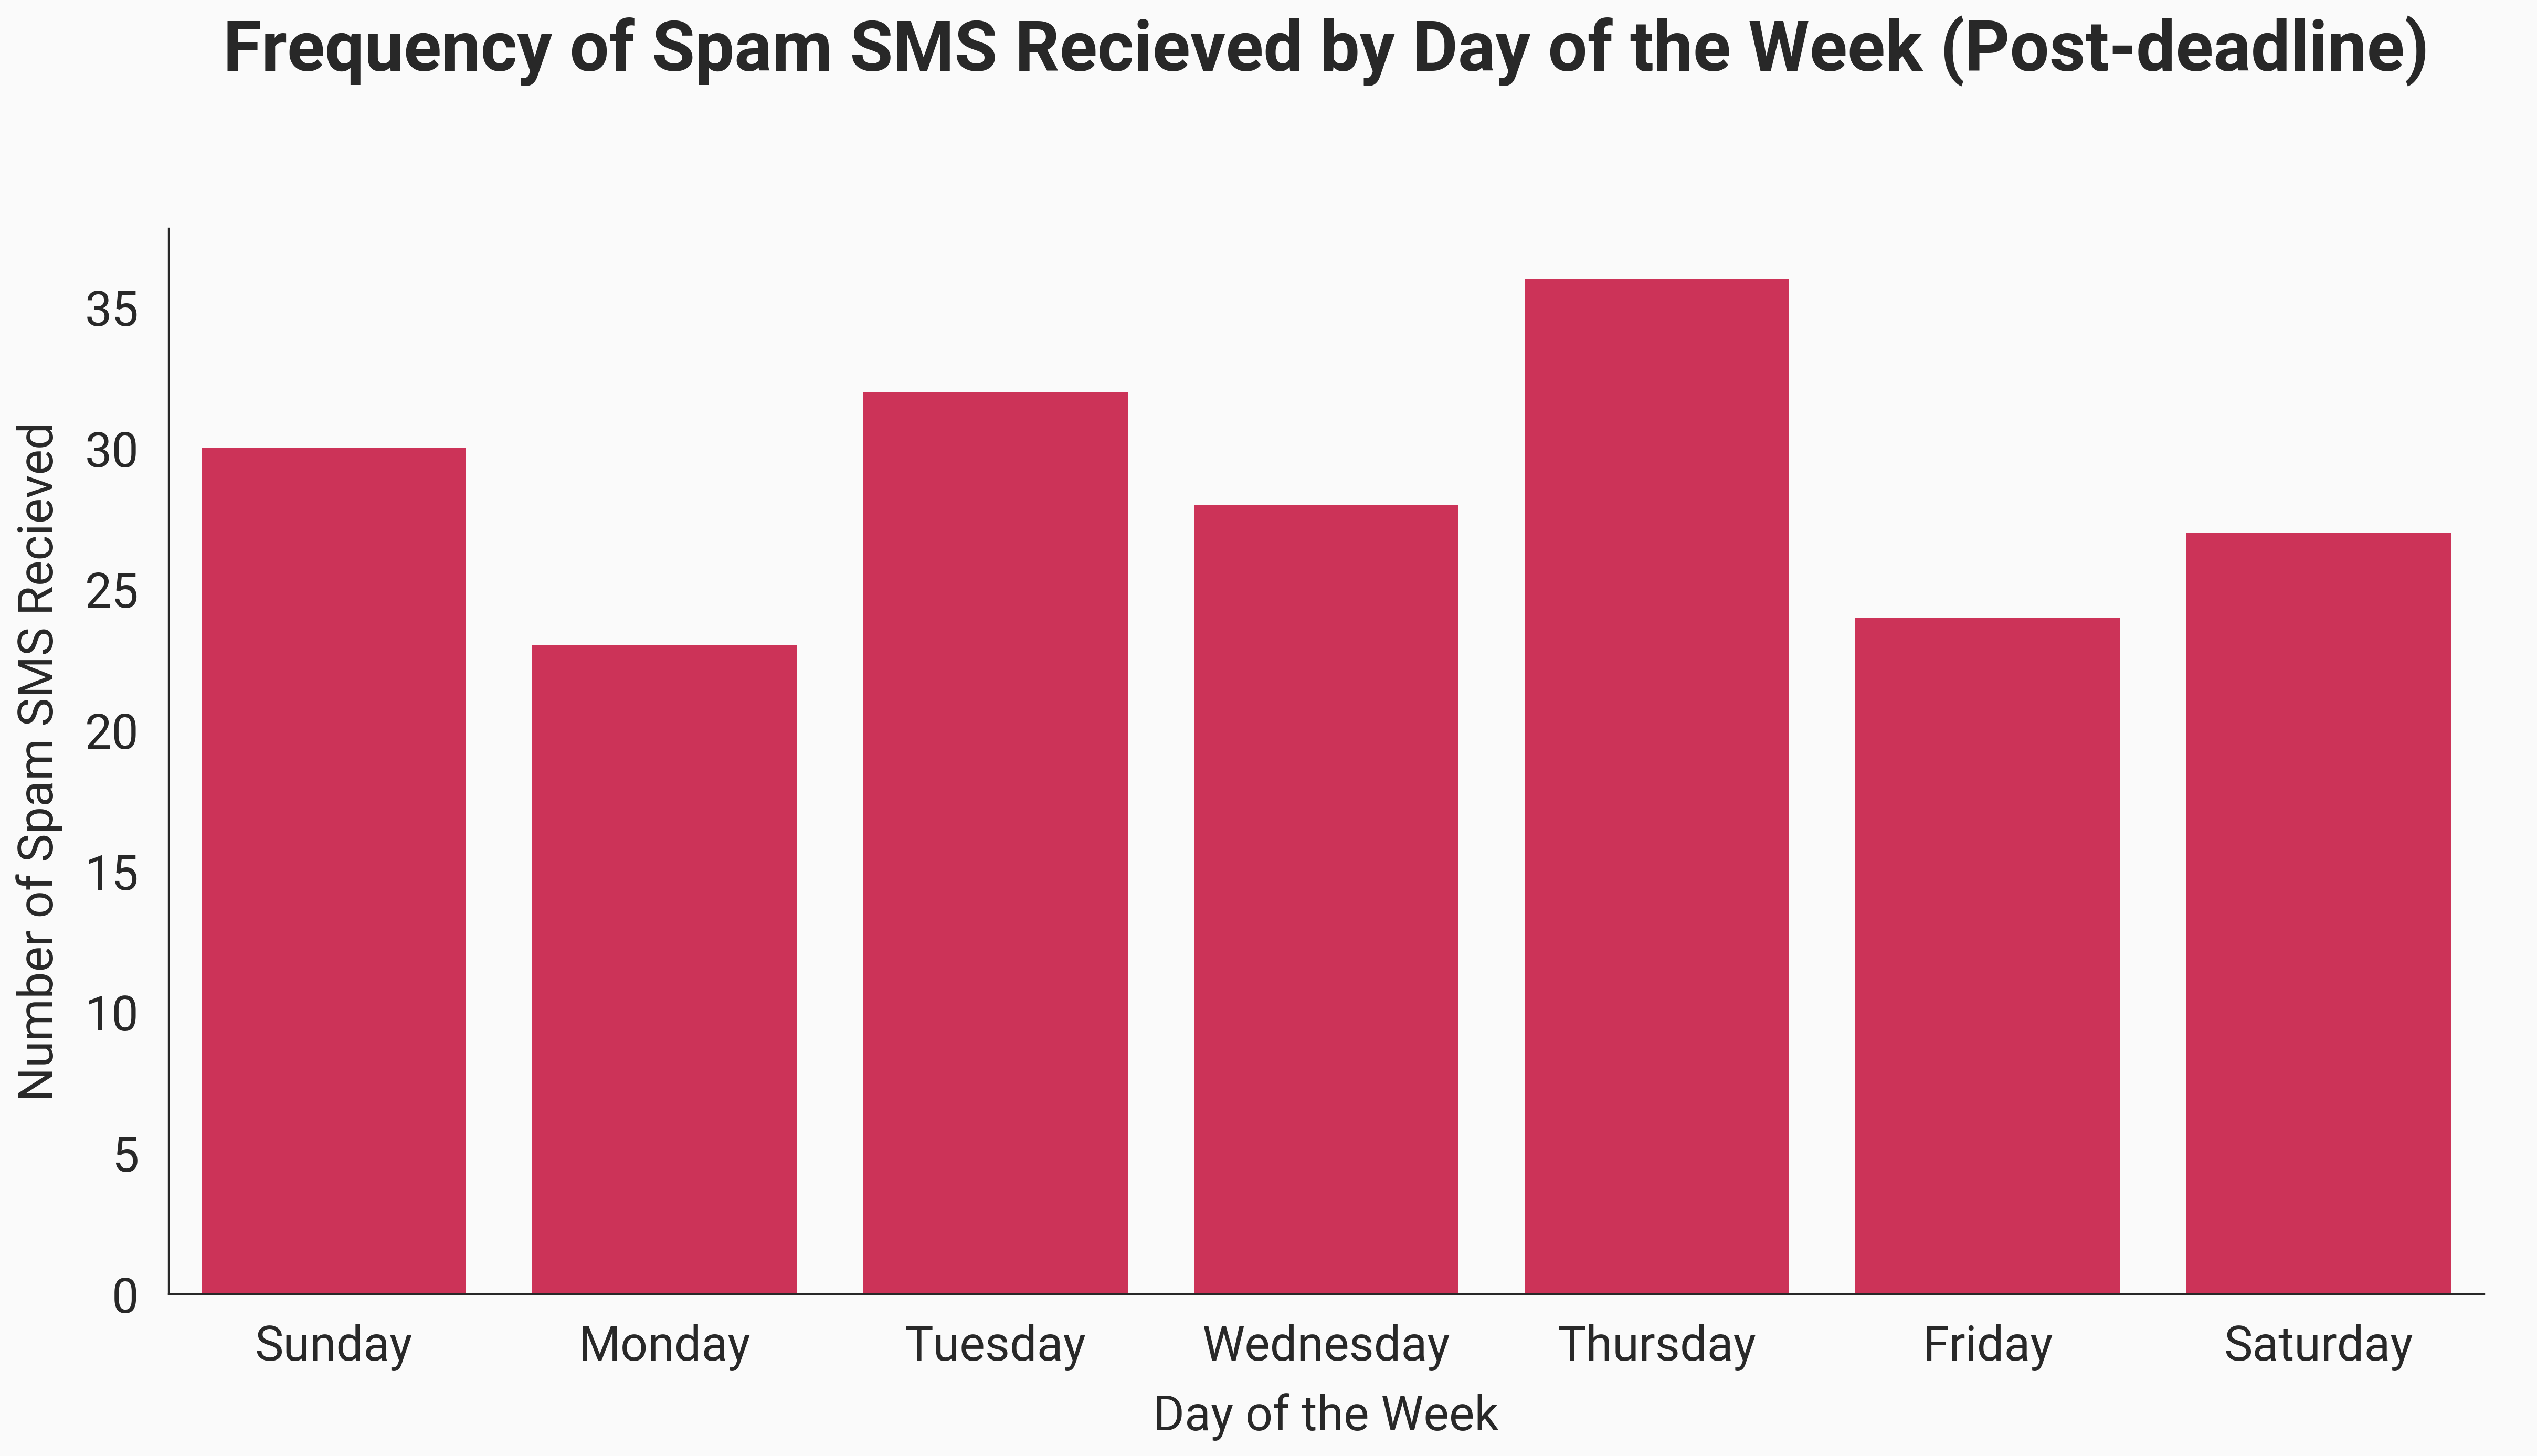 Frequency of Spam SMS Recieved by Day of the Week (Post-deadline)
Number of Spam SMS Recieved
35
30
25
20
15
10
5
0
Sunday Monday Tuesday Wednesday Thursday Friday Saturday
Day of the Week